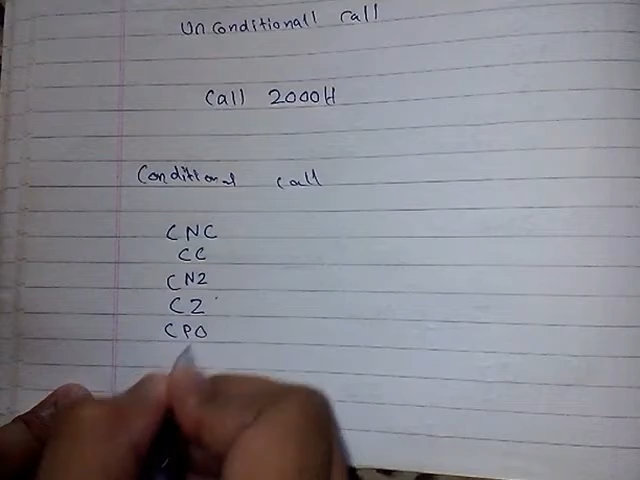 Unconditionall call
Call 2000H
Conditional call
CNC
CC
CNZ
CZ
CPO